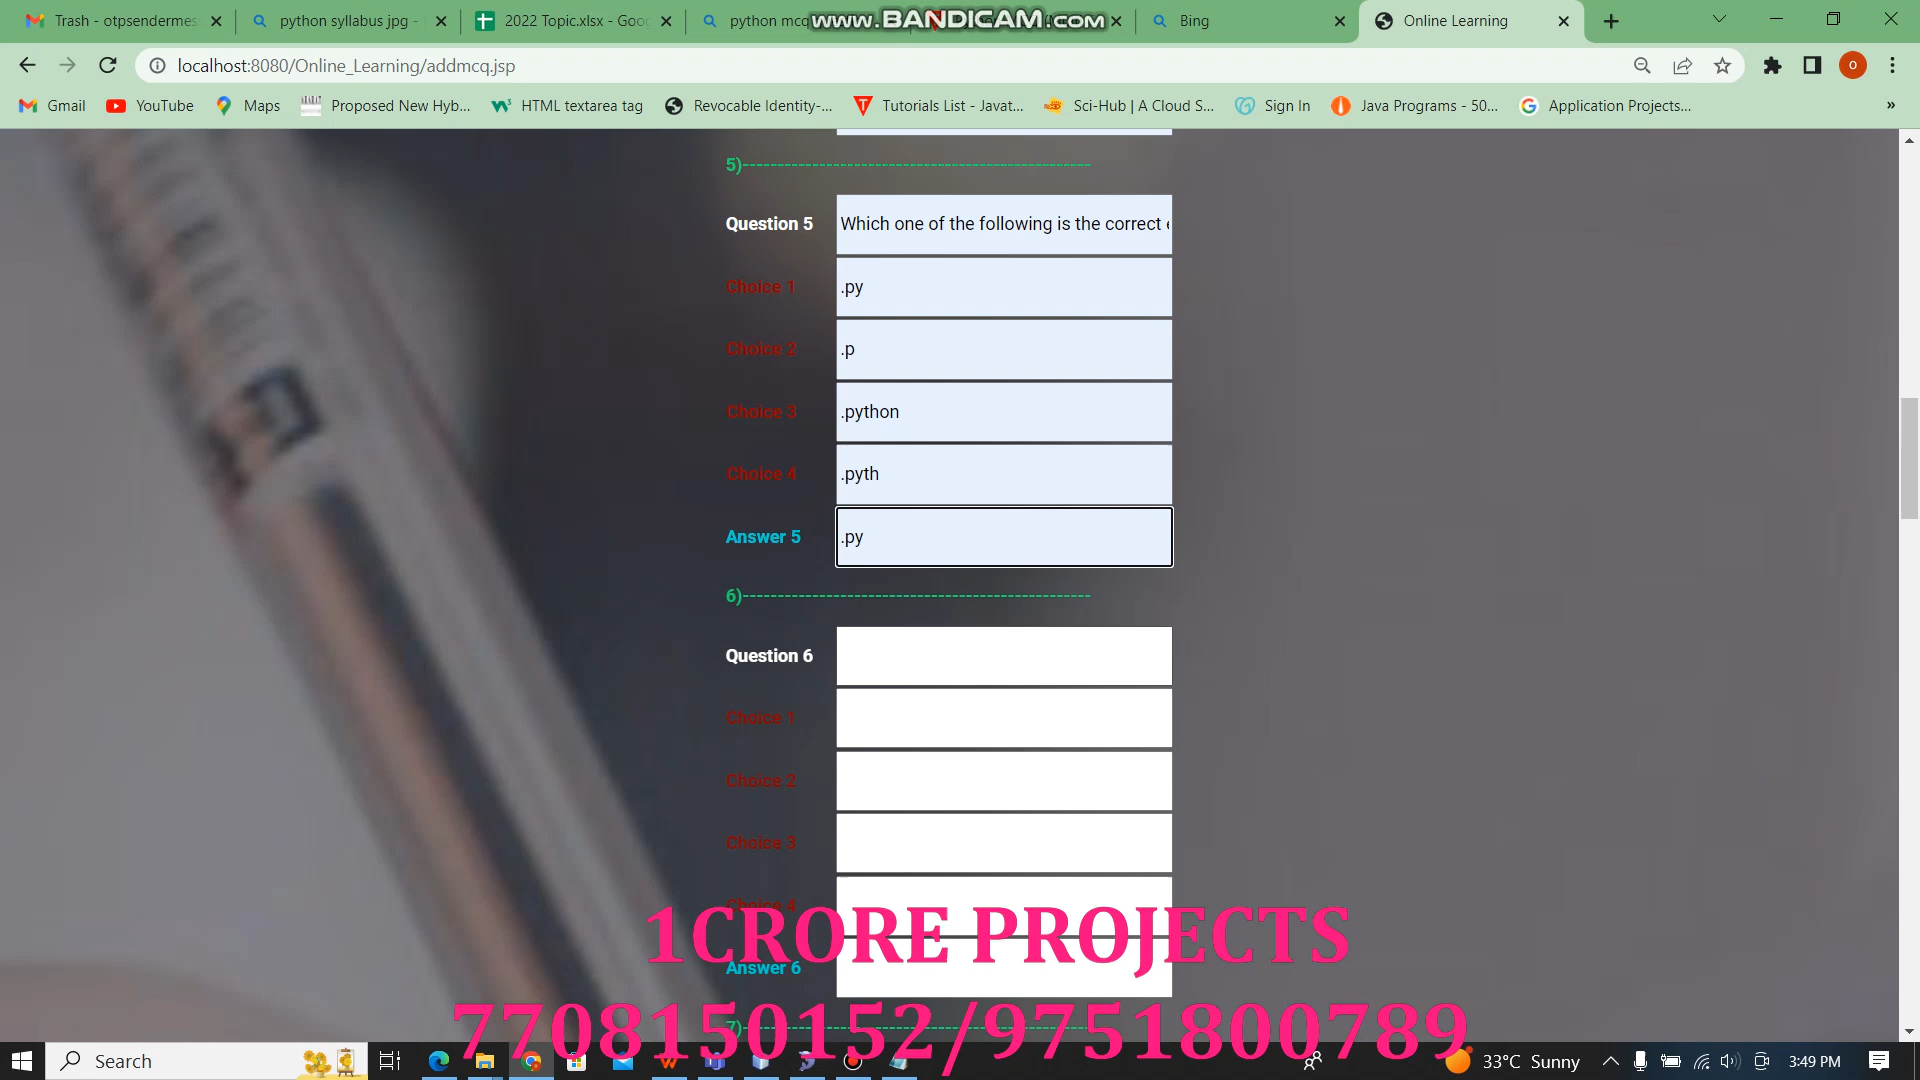 Trash - otpsendermes
python syllabus jpg -
2022 Topic.xlsx - Goo
python mcq
www.BANDICAM.com
Bing
Online Learning
localhost:8080/Online_Learning/addmcq.jsp
Gmail
YouTube
Maps
Proposed New Hyb...
HTML textarea tag
Revocable Identity-...
Tutorials List - Javat...
Sci-Hub | A Cloud S...
Sign In
Java Programs - 50...
Application Projects...
»
5)--------------------------------------------------
Question 5 Which one of the following is the correct e
Choice 1 .py
Choice 2 .p
Choice 3 .python
Choice 4 .pyth
Answer 5 .py
6)--------------------------------------------------
Question 6
Choice 1
Choice 2
Choice 3
Choice 4
1CRORE PROJECTS
Answer 6
7)--------------------------------------------------
7708150152/9751800789
Search
33°C Sunny
3:49 PM